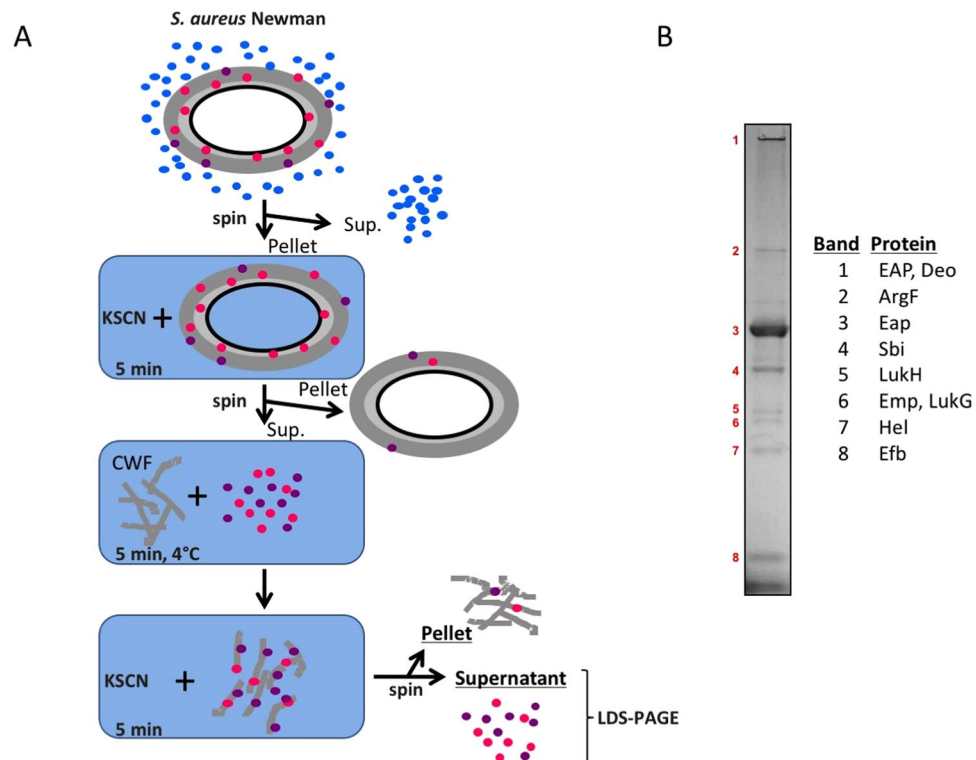 A
S. aureus Newman
spin
Sup.
Pellet
KSCN +
5 min
spin
Pellet
Sup.
CWF
+
5 min, 4°C
KSCN +
5 min
spin
Pellet
Supernatant
LDS-PAGE
B
1
2
3
4
5
6
7
8
Band Protein
1 EAP, Deo
2 ArgF
3 Eap
4 Sbi
5 LukH
6 Emp, LukG
7 Hel
8 Efb